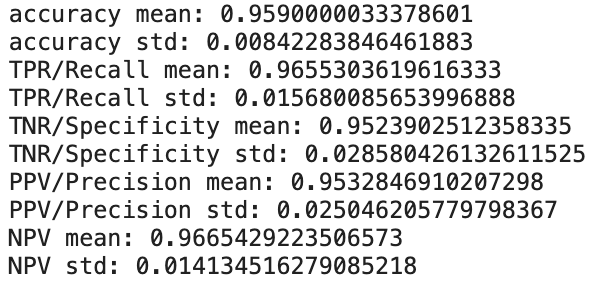 accuracy mean: 0.9590000033378601
accuracy std: 0.00842283846461883
TPR/Recall mean: 0.9655303619616333
TPR/Recall std: 0.015680085653996888
TNR/Specificity mean: 0.9523902512358335
TNR/Specificity std: 0.028580426132611525
PPV/Precision mean: 0.9532846910207298
PPV/Precision std: 0.025046205779798367
NPV mean: 0.9665429223506573
NPV std: 0.014134516279085218